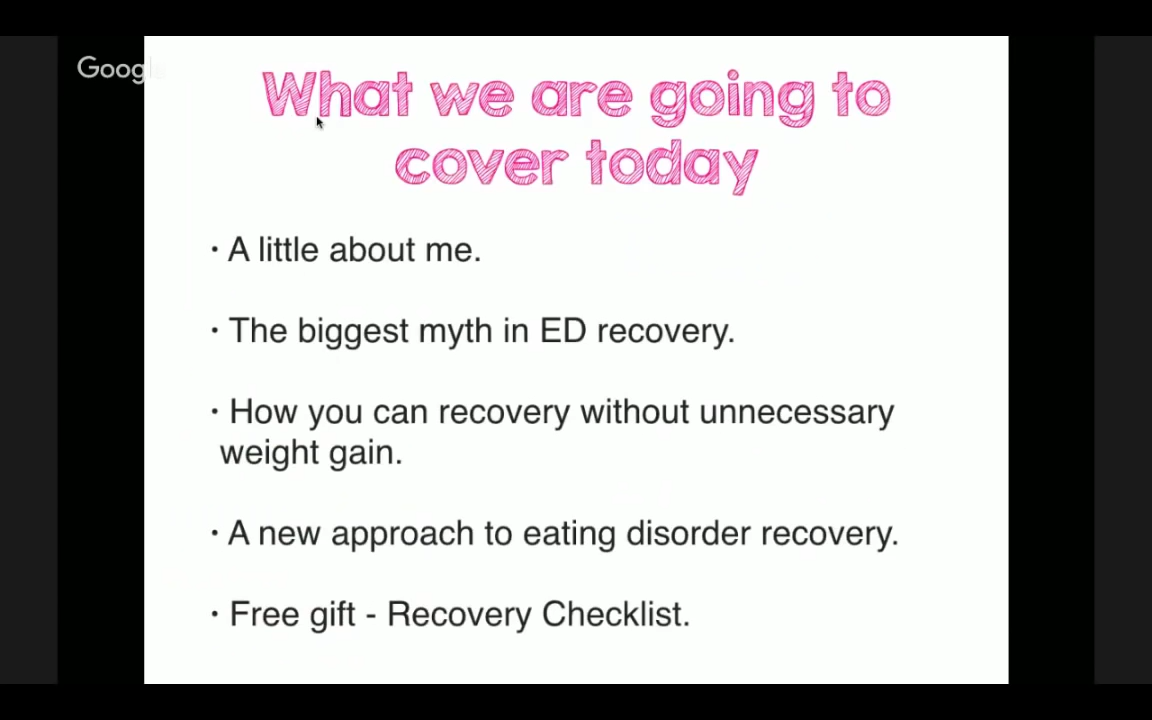 Google
What we are going to
cover today
· A little about me.
· The biggest myth in ED recovery.
· How you can recovery without unnecessary
weight gain.
· A new approach to eating disorder recovery.
· Free gift - Recovery Checklist.